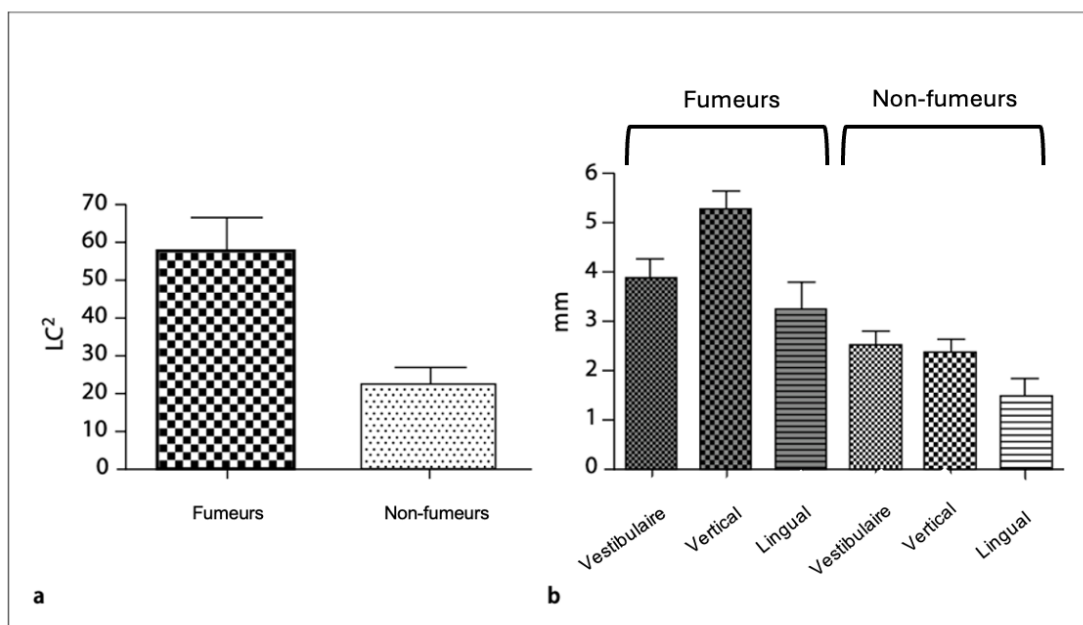 70
60
50
40
30
20
10
0
LC²
Fumeurs
Non-fumeurs
a
Fumeurs
Non-fumeurs
6
5
4
3
2
1
0
mm
Vestibulaire
Vertical
Lingual
Vestibulaire
Vertical
Lingual
b